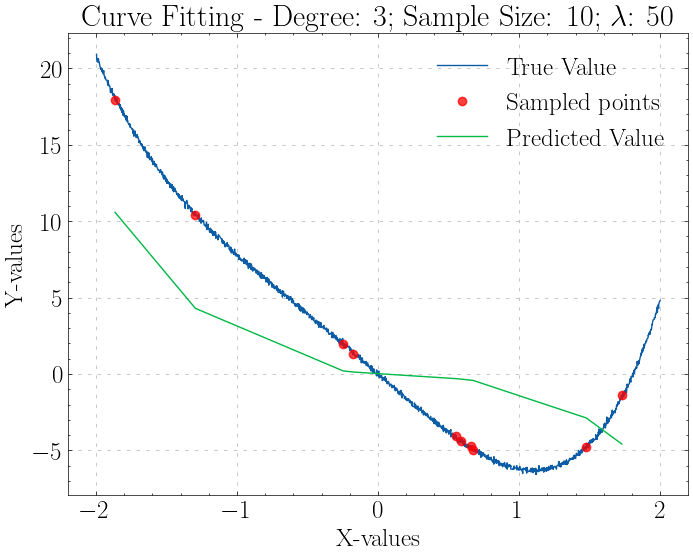 Curve Fitting - Degree: 3; Sample Size: 10; λ: 50
True Value
Sampled points
Predicted Value
Y-values
20
15
10
5
0
−5
−2
−1
0
1
2
X-values